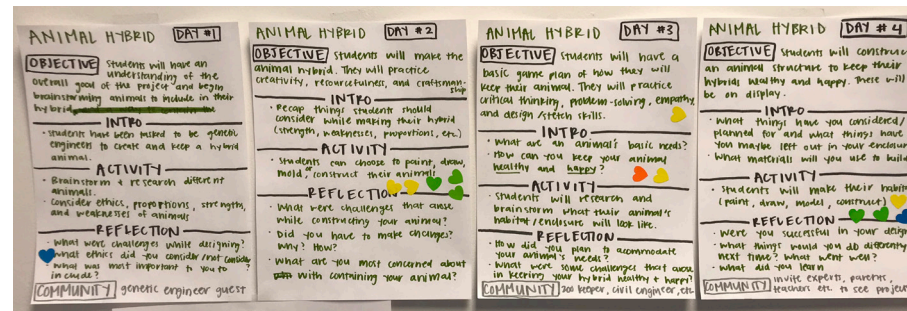 ANIMAL HYBRID DAY #1
OBJECTIVE students will have an
understanding of the
overall goal of the project and begin
brainstorming animals to include in their
hybrid
INTRO
• students have been tasked to be genetic
engineers to create and keep a hybrid
animal.
ACTIVITY
• Brainstorm + research different
animals.
• Consider ethics, proportions, strength,
and weaknesses of animals
REFLECTION
• What were challenges while designing?
what ethics did you consider/not consider
• what was most important to you to
include?
COMMUNITY genetic engineer guest
ANIMAL HYBRID DAY #2
OBJECTIVE students will make the
animal hybrid. They will practice
creativity, resourcefulness, and craftsman-
ship
INTRO
• Recap things student should
consider while making their hybrid
(strength, weaknesses, proportions, etc.)
ACTIVITY
• Students can choose to paint, draw,
mold, construct their animal
REFLECTION
• What were challenges that arose
while constructing your animal?
• Did you have to make changes?
Why? How?
• What are you most concerned about
with containing your animal?
ANIMAL HYBRID DAY #3
OBJECTIVE Students will have a
basic game plan of how they will
keep their animal. They will practice
critical thinking, problem-solving, empathy
and design/sketch skills.
INTRO
• What are an animals basic needs?
• How can you keep your animal
healthy and happy?
ACTIVITY
• Students will research and
brainstorm what their animal's
habitat/enclosure will look like.
REFLECTION
• How did you plan to accomodate
your animal's needs?
• What were some challenges that arose
in keeping your hybrid healthy + happy?
COMMUNITY zoo keeper, civil engineer, etc
ANIMAL HYBRID DAY #4
OBJECTIVE Students will construc
an animal structure to keep their
hybrid healthy and happy. These will
be on display.
INTRO
• What things have you considered/
planned for and what things have
you maybe left out in your enclosu
• What materials will you use to build
ACTIVITY
• Students will make their habita
(paint, draw, model, construct)
REFLECTION
• Were you successful in your design
• What things would you do differently
next time? What went well?
• What did you learn
COMMUNITY invite experts, parents,
teachers etc. to see project